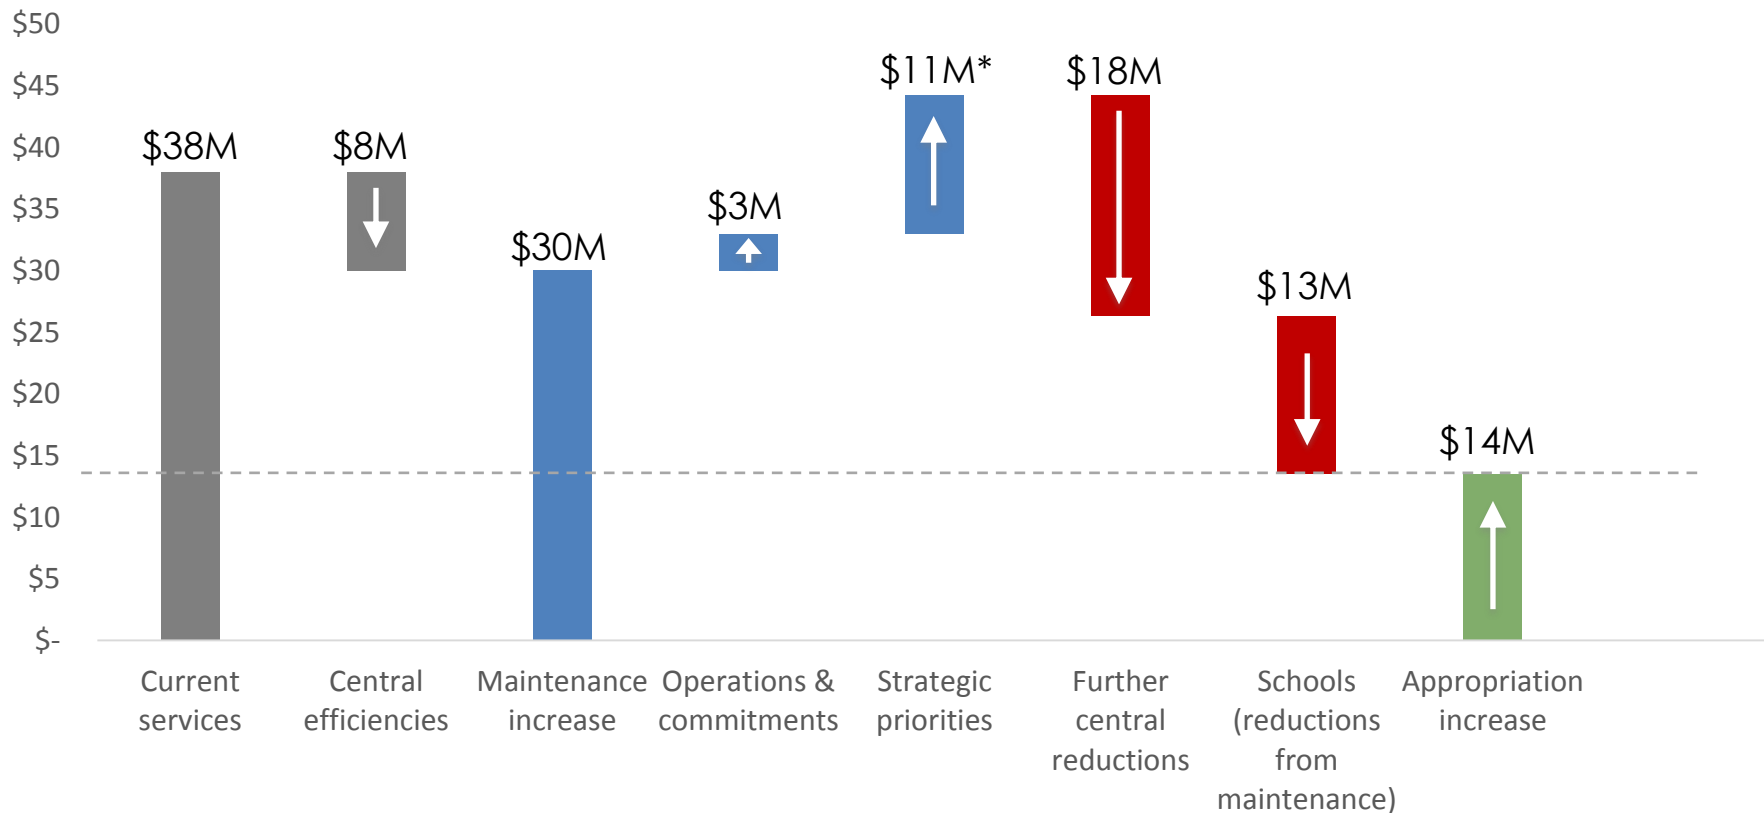 $50
$45
$40
$35
$30
$25
$20
$15
$10
$5
$-
$38M
$8M
$30M
$3M
$11M*
$18M
$13M
$14M
Current
services
Central
efficiencies
Maintenance
increase
Operations &
commitments
Strategic
priorities
Further
central
reductions
Schools
(reductions
from
maintenance)
Appropriation
increase